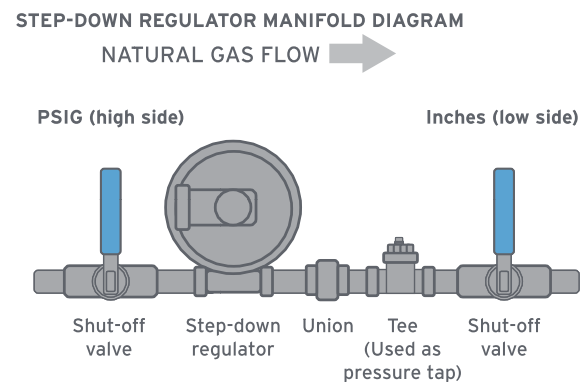 STEP-DOWN REGULATOR MANIFOLD DIAGRAM
NATURAL GAS FLOW
PSIG (high side)
Inches (low side)
Shut-off
valve
Step-down
regulator
Union
Tee
(Used as
pressure tap)
Shut-off
valve